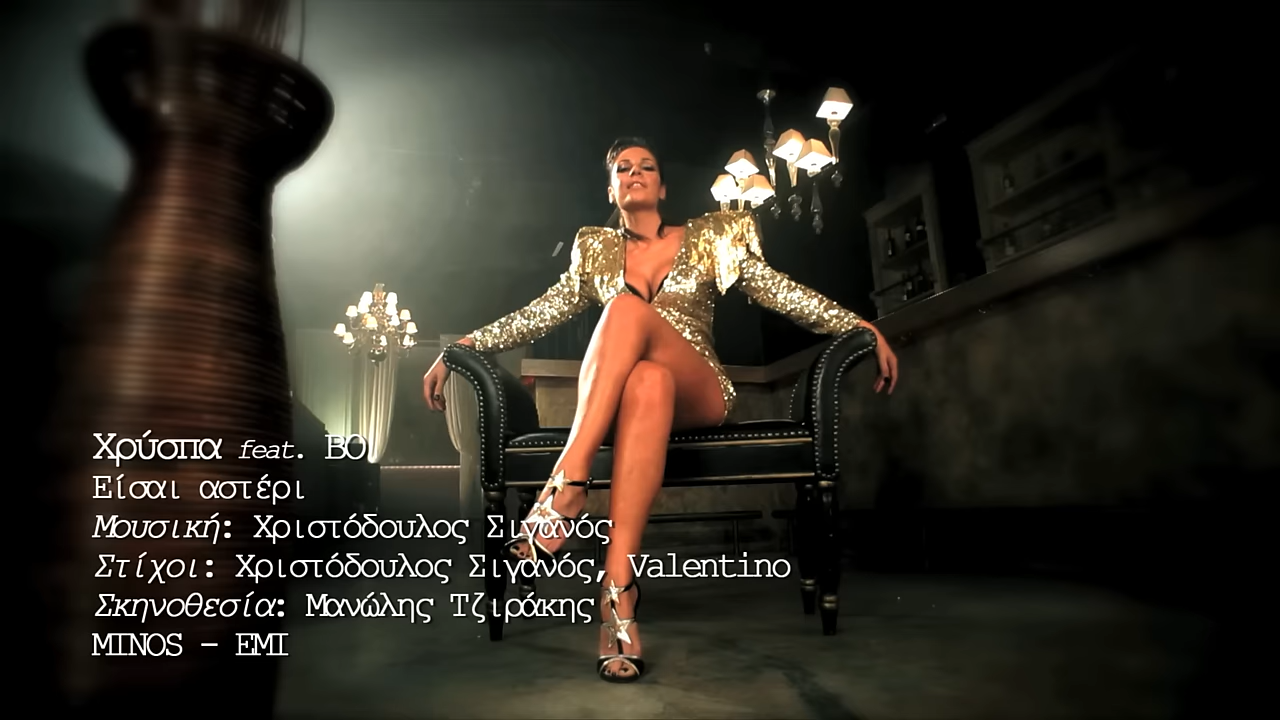 Χρύσπα feat. BO
Είσαι αστέρι
Μουσική: Χριστόδουλος Σιγανός
Στίχοι: Χριστόδουλος Σιγανός, Valentino
Σκηνοθεσία: Μανώλης Τζιράκης
MINOS - EMI